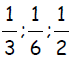 1/3 ; 1/6 ; 1/2